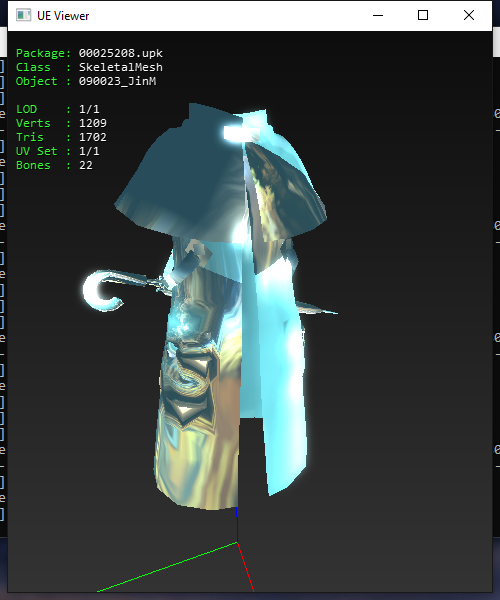 UE Viewer
Package: 00025208.upk
Class : SkeletalMesh
Object : 090023_JinM
LOD : 1/1
Verts : 1209
Tris : 1702
UV Set : 1/1
Bones : 22